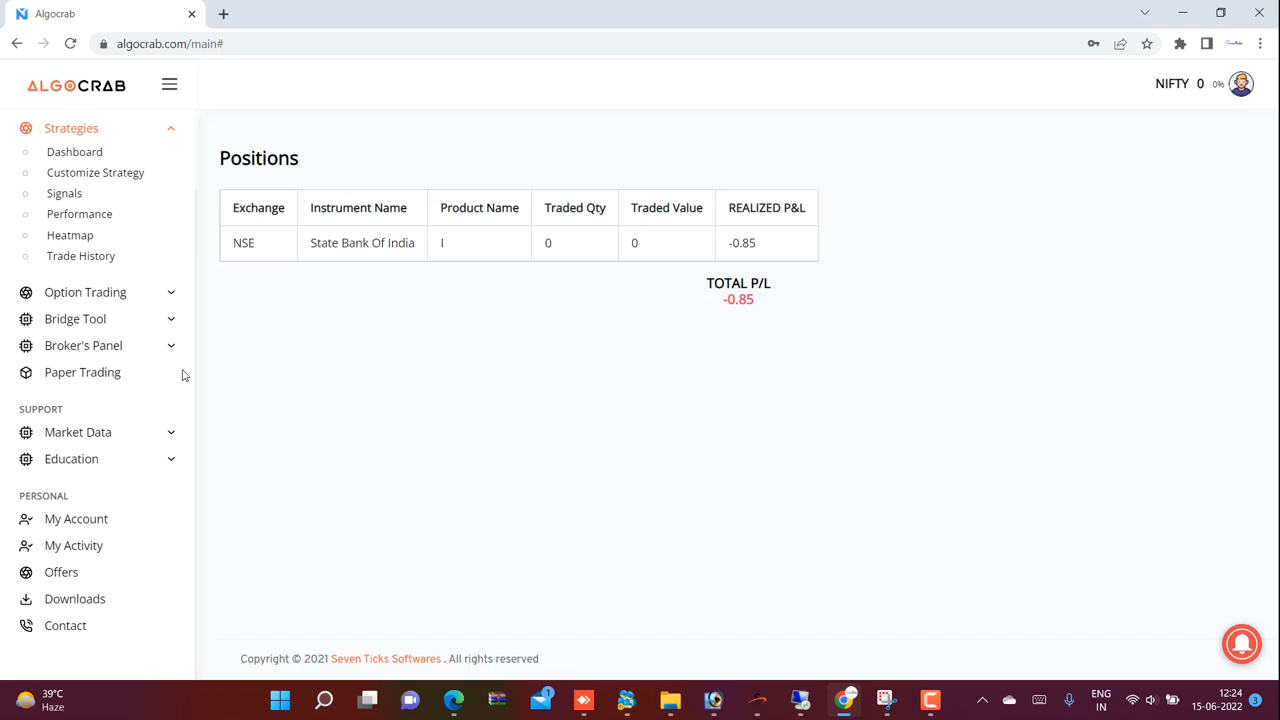 Algocrab
algocrab.com/main#
ALGOCRAB
NIFTY 0 0%
Strategies
Dashboard
Customize Strategy
Signals
Performance
Heatmap
Trade History
Option Trading
Bridge Tool
Broker's Panel
Paper Trading
SUPPORT
Market Data
Education
PERSONAL
My Account
My Activity
Offers
Downloads
Contact
Positions
Exchange Instrument Name Product Name Traded Qty Traded Value REALIZED P&L
NSE State Bank Of India I 0 0 -0.85
TOTAL P/L
-0.85
Copyright © 2021 Seven Ticks Softwares . All rights reserved
39°C
Haze
1
ENG
IN
12:24
15-06-2022
3